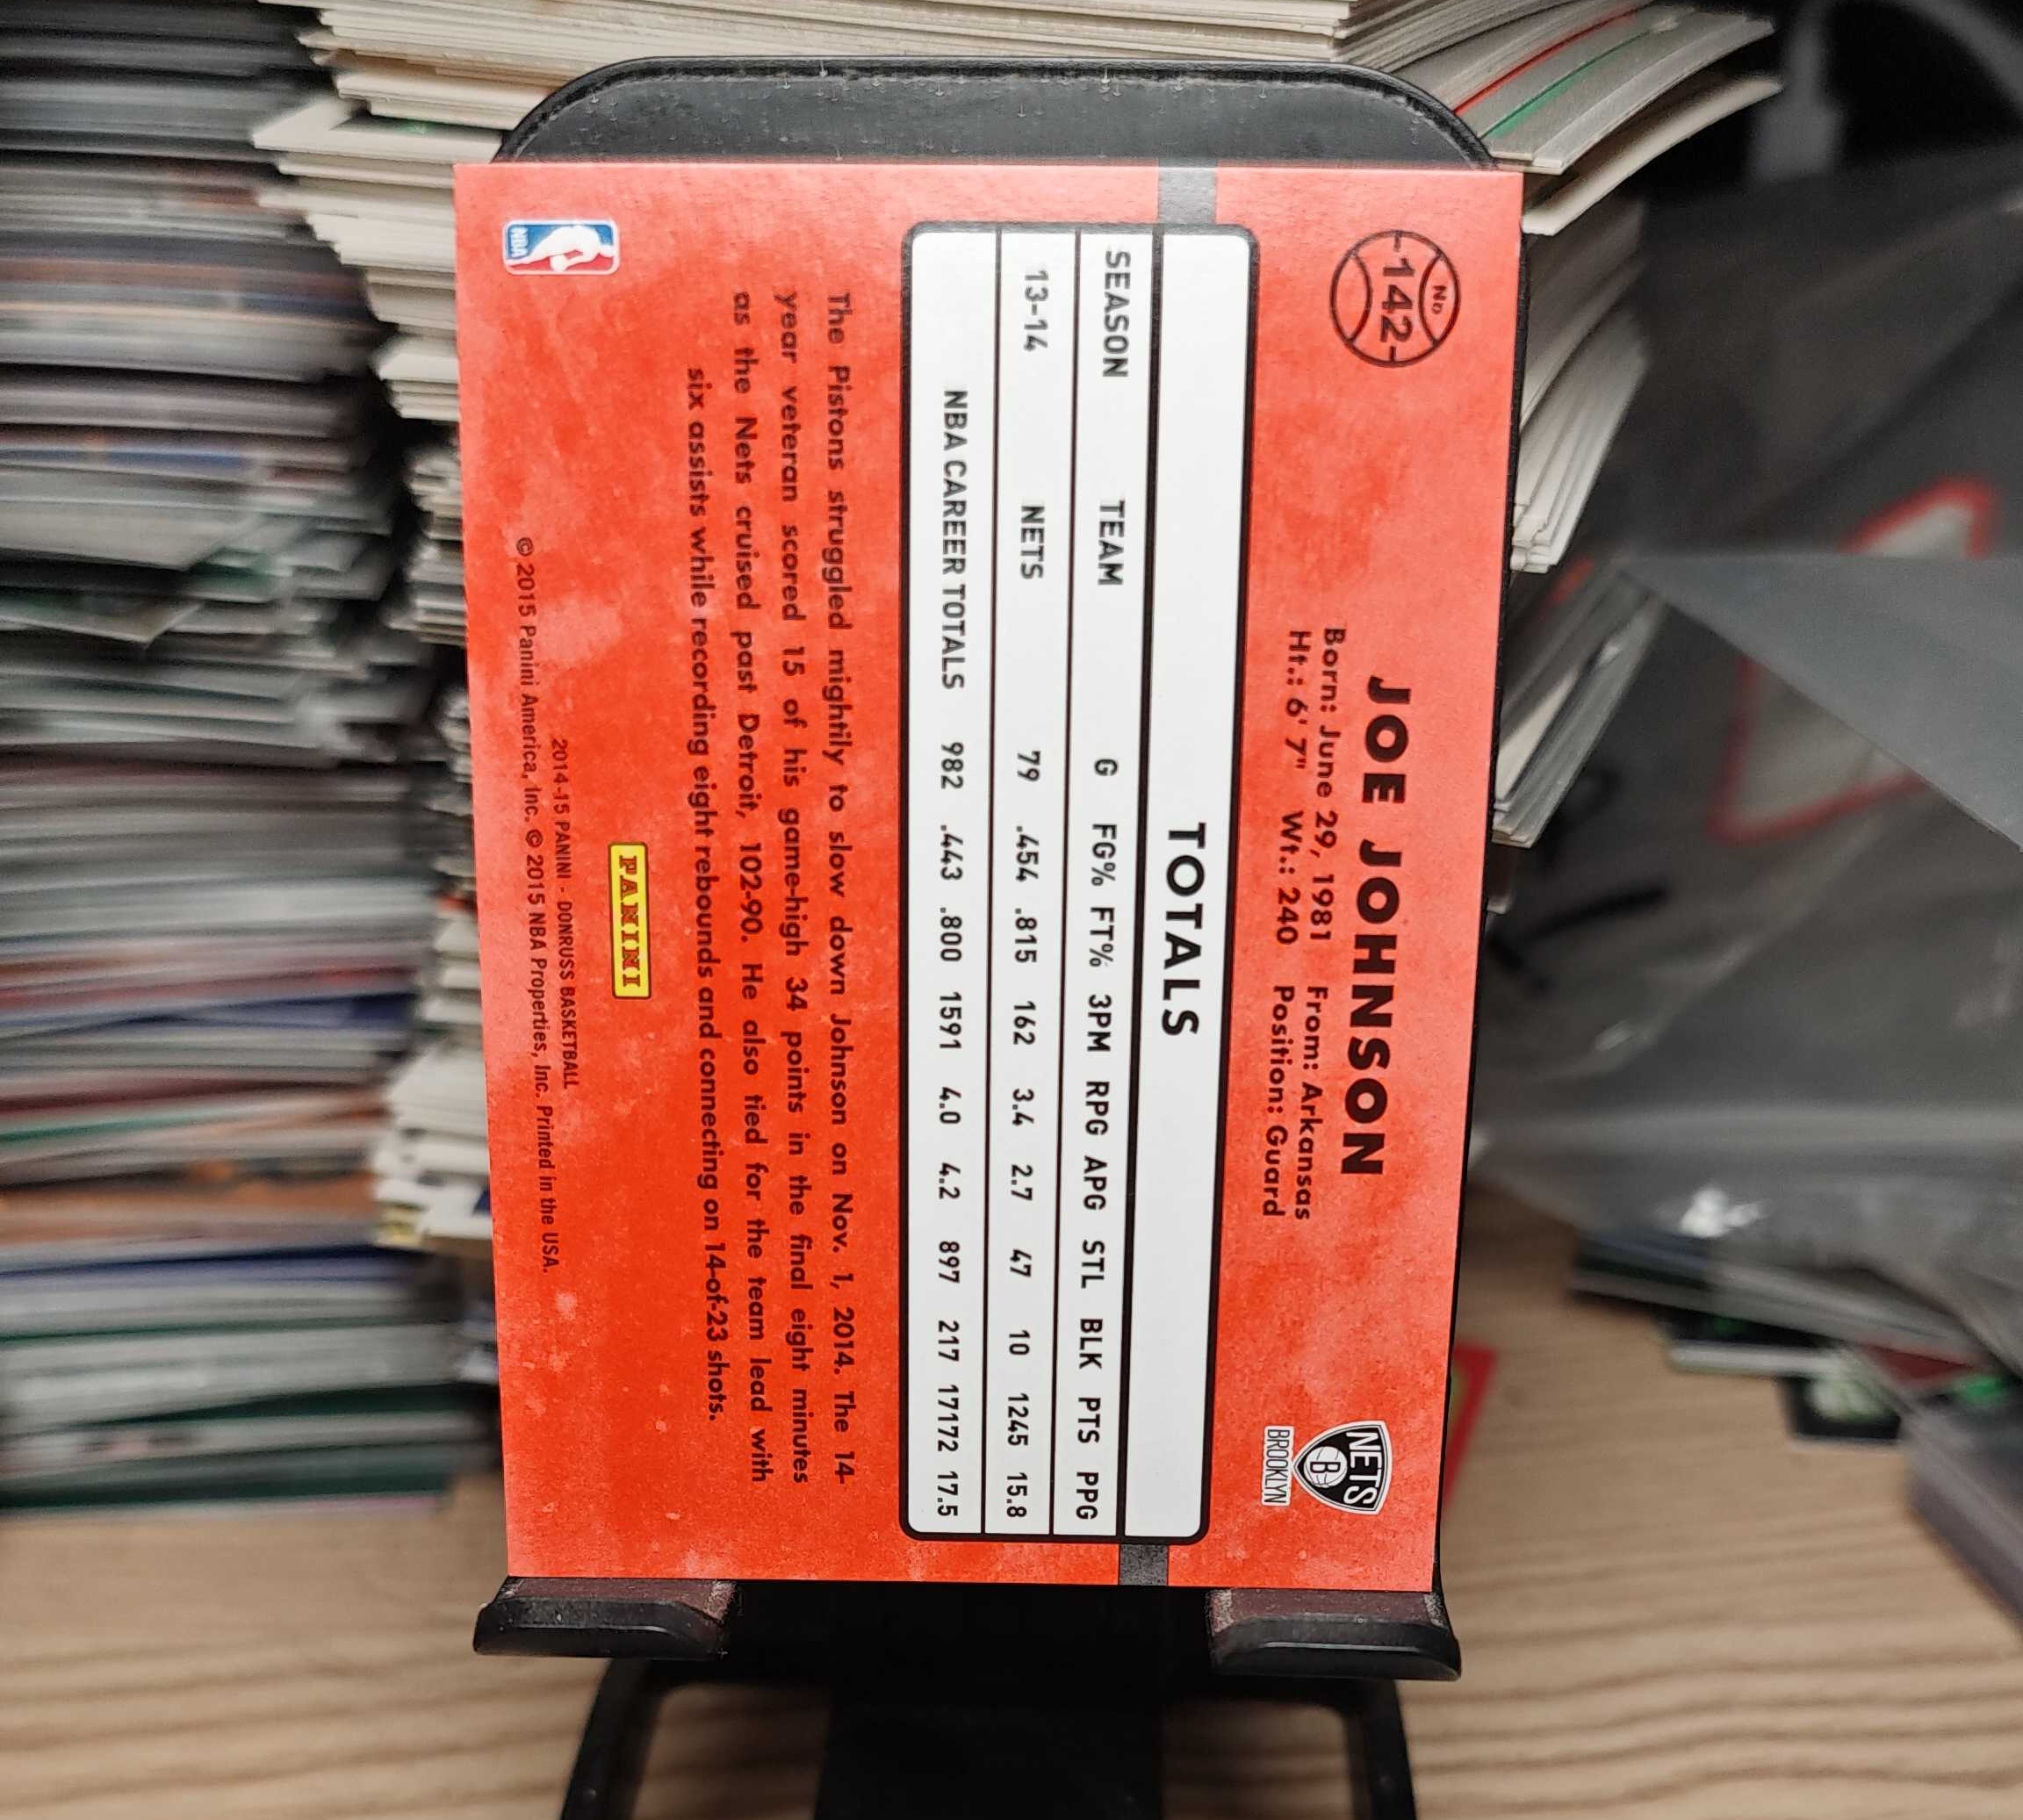 No
-142-
JOE JOHNSON
Born: June 29, 1981 From: Arkansas
Ht.: 6' 7" Wt.: 240 Position: Guard
NETS
B
BROOKLYN
TOTALS
SEASON TEAM G FG% FT% 3PM RPG APG STL BLK PTS PPG
13-14 NETS 79 .454 .815 162 3.4 2.7 47 10 1245 15.8
NBA CAREER TOTALS 982 .443 .800 1591 4.0 4.2 897 217 17172 17.5
The Pistons struggled mightily to slow down Johnson on Nov. 1, 2014. The 14-
year veteran scored 15 of his game-high 34 points in the final eight minutes
as the Nets cruised past Detroit, 102-90. He also tied for the team lead with
six assists while recording eight rebounds and connecting on 14-of-23 shots.
PANINI
NBA
2014-15 PANINI - DONRUSS BASKETBALL
© 2015 Panini America, Inc. © 2015 NBA Properties, Inc. Printed in the USA.